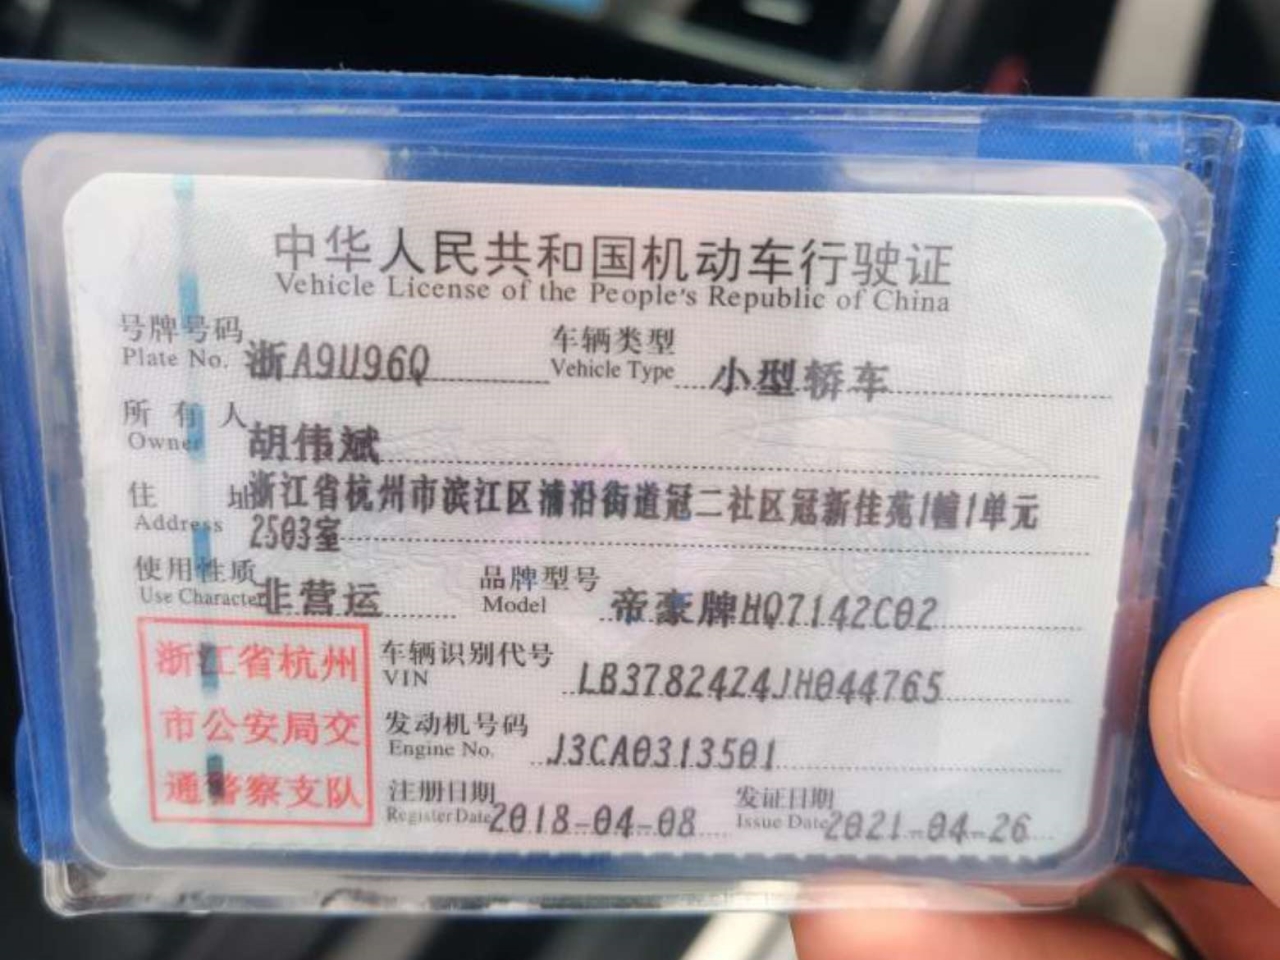 中华人民共和国机动车行驶证
Vehicle License of the People's Republic of China
号牌号码 浙A9U96Q 车辆类型 小型轿车
Plate No. Vehicle Type
所有人 胡伟斌
Owner
住址 浙江省杭州市滨江区浦沿街道冠二社区冠新佳苑1幢1单元
Address 2503室
使用性质 非营运 品牌型号 帝豪牌HQ7142C02
Use Character Model
浙江省杭州
市公安局交
通警察支队
车辆识别代号 LB3782424JH044765
VIN
发动机号码 J3CA0313501
Engine No.
注册日期 2018-04-08 发证日期 2021-04-26
Register Date Issue Date